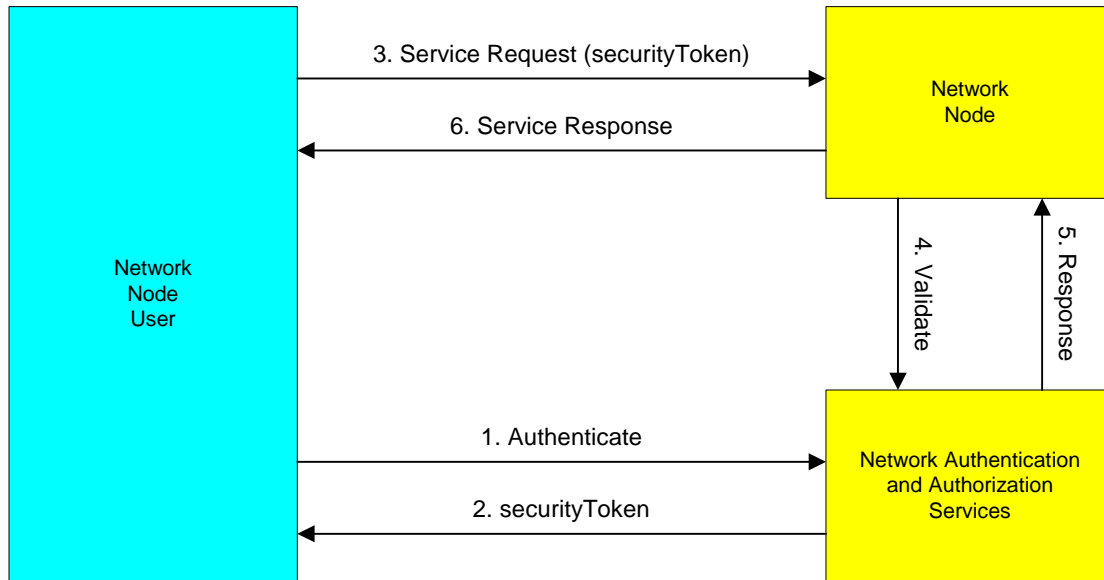 3. Service Request (securityToken)
6. Service Response
Network
Node
4. Validate
5. Response
Network
Node
User
1. Authenticate
2. securityToken
Network Authentication
and Authorization
Services